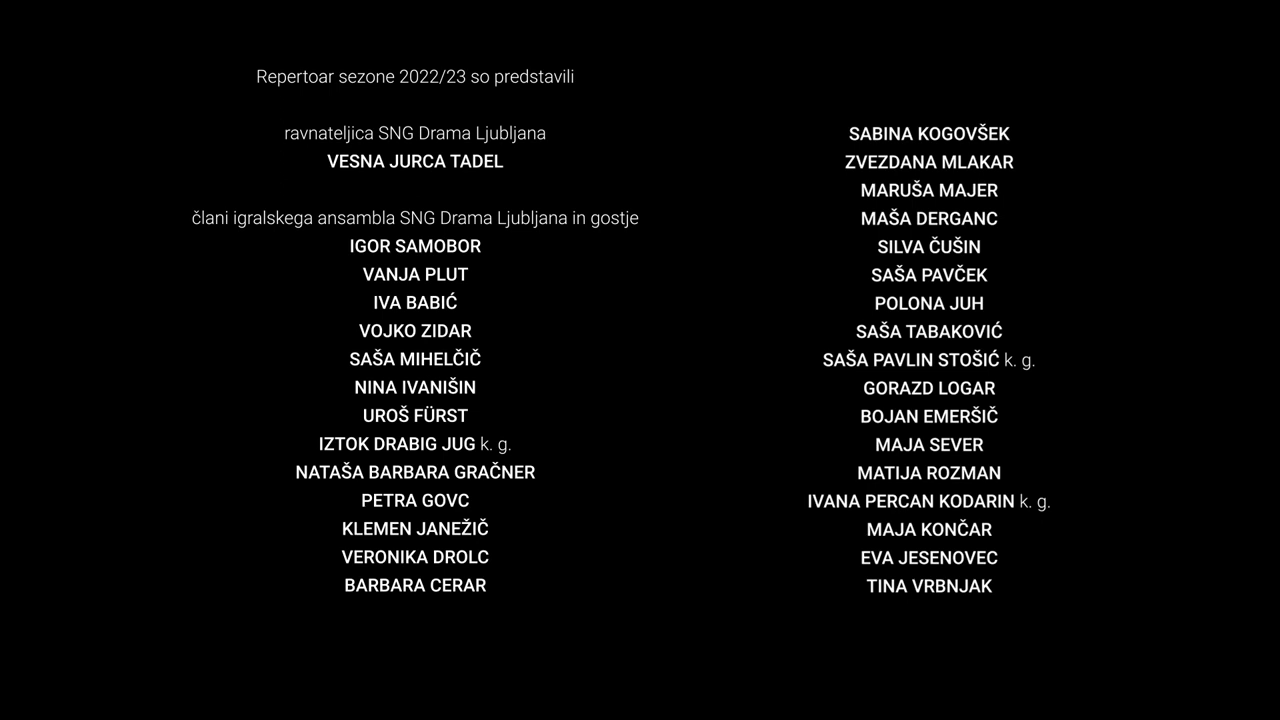 Repertoar sezone 2022/23 so predstavili
ravnateljica SNG Drama Ljubljana
VESNA JURCA TADEL
člani igralskega ansambla SNG Drama Ljubljana in gostje
IGOR SAMOBOR
VANJA PLUT
IVA BABIĆ
VOJKO ZIDAR
SAŠA MIHELČIČ
NINA IVANIŠIN
UROŠ FÜRST
IZTOK DRABIG JUG k. g.
NATAŠA BARBARA GRAČNER
PETRA GOVC
KLEMEN JANEŽIČ
VERONIKA DROLC
BARBARA CERAR
SABINA KOGOVŠEK
ZVEZDANA MLAKAR
MARUŠA MAJER
MAŠA DERGANC
SILVA ČUŠIN
SAŠA PAVČEK
POLONA JUH
SAŠA TABAKOVIĆ
SAŠA PAVLIN STOŠIĆ k. g.
GORAZD LOGAR
BOJAN EMERŠIČ
MAJA SEVER
MATIJA ROZMAN
IVANA PERCAN KODARIN k. g.
MAJA KONČAR
EVA JESENOVEC
TINA VRBNJAK